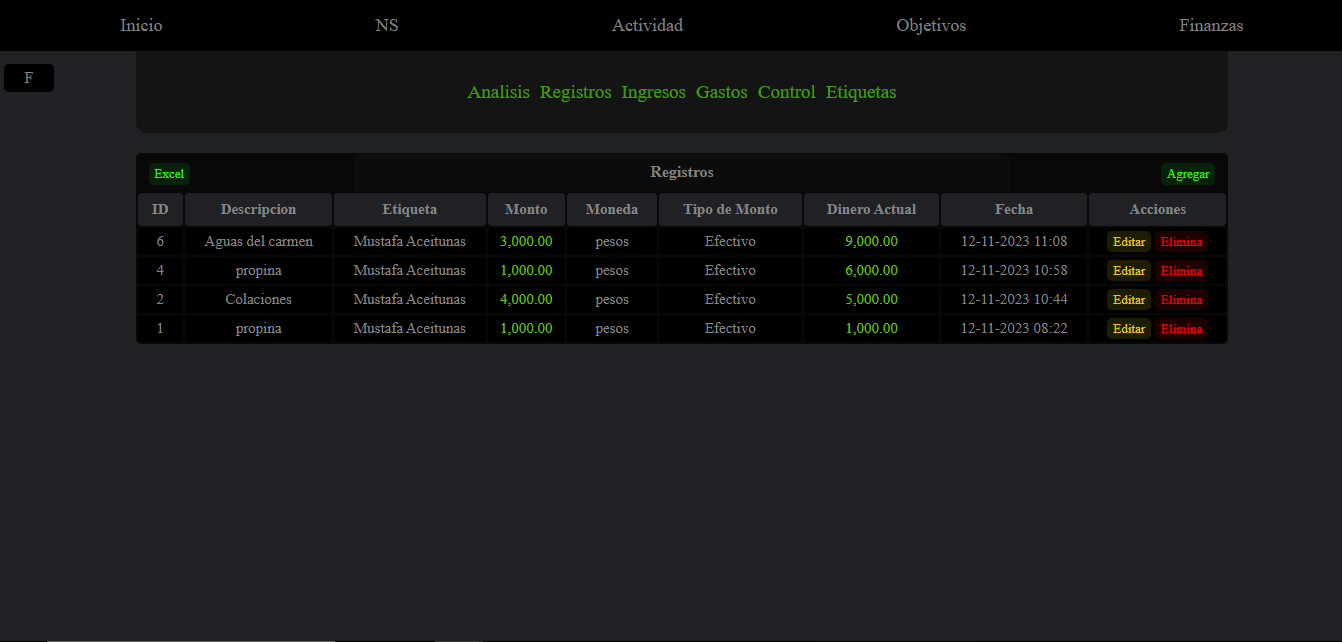 Inicio NS Actividad Objetivos Finanzas
F
Analisis Registros Ingresos Gastos Control Etiquetas
Excel Registros Agregar
ID Descripcion Etiqueta Monto Moneda Tipo de Monto Dinero Actual Fecha Acciones
6 Aguas del carmen Mustafa Aceitunas 3,000.00 pesos Efectivo 9,000.00 12-11-2023 11:08 Editar Elimina
4 propina Mustafa Aceitunas 1,000.00 pesos Efectivo 6,000.00 12-11-2023 10:58 Editar Elimina
2 Colaciones Mustafa Aceitunas 4,000.00 pesos Efectivo 5,000.00 12-11-2023 10:44 Editar Elimina
1 propina Mustafa Aceitunas 1,000.00 pesos Efectivo 1,000.00 12-11-2023 08:22 Editar Elimina